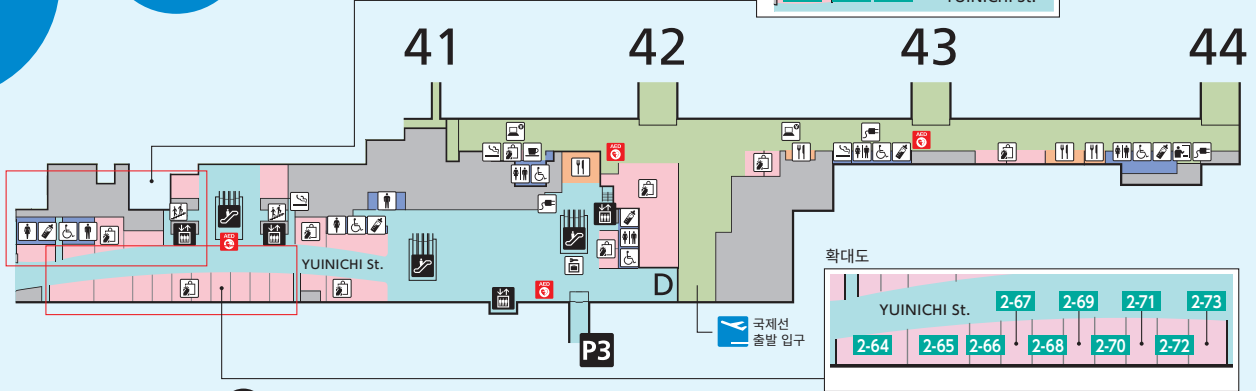 YUINICHI St.
41
42
43
44
AED
AED
AED
AED
YUINICHI St.
D
P3
국제선
출발 입구
확대도
YUINICHI St.
2-67
2-69
2-71
2-73
2-64
2-65
2-66
2-68
2-70
2-72